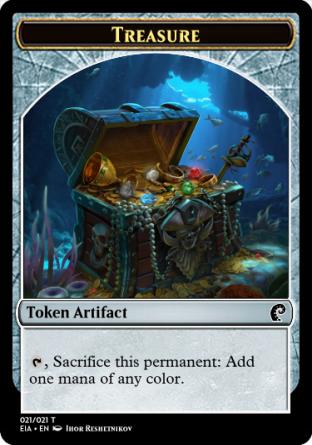 Treasure
Token Artifact
, Sacrifice this permanent: Add
one mana of any color.
021/021 T
EIA • EN Ihor Reshetnikov